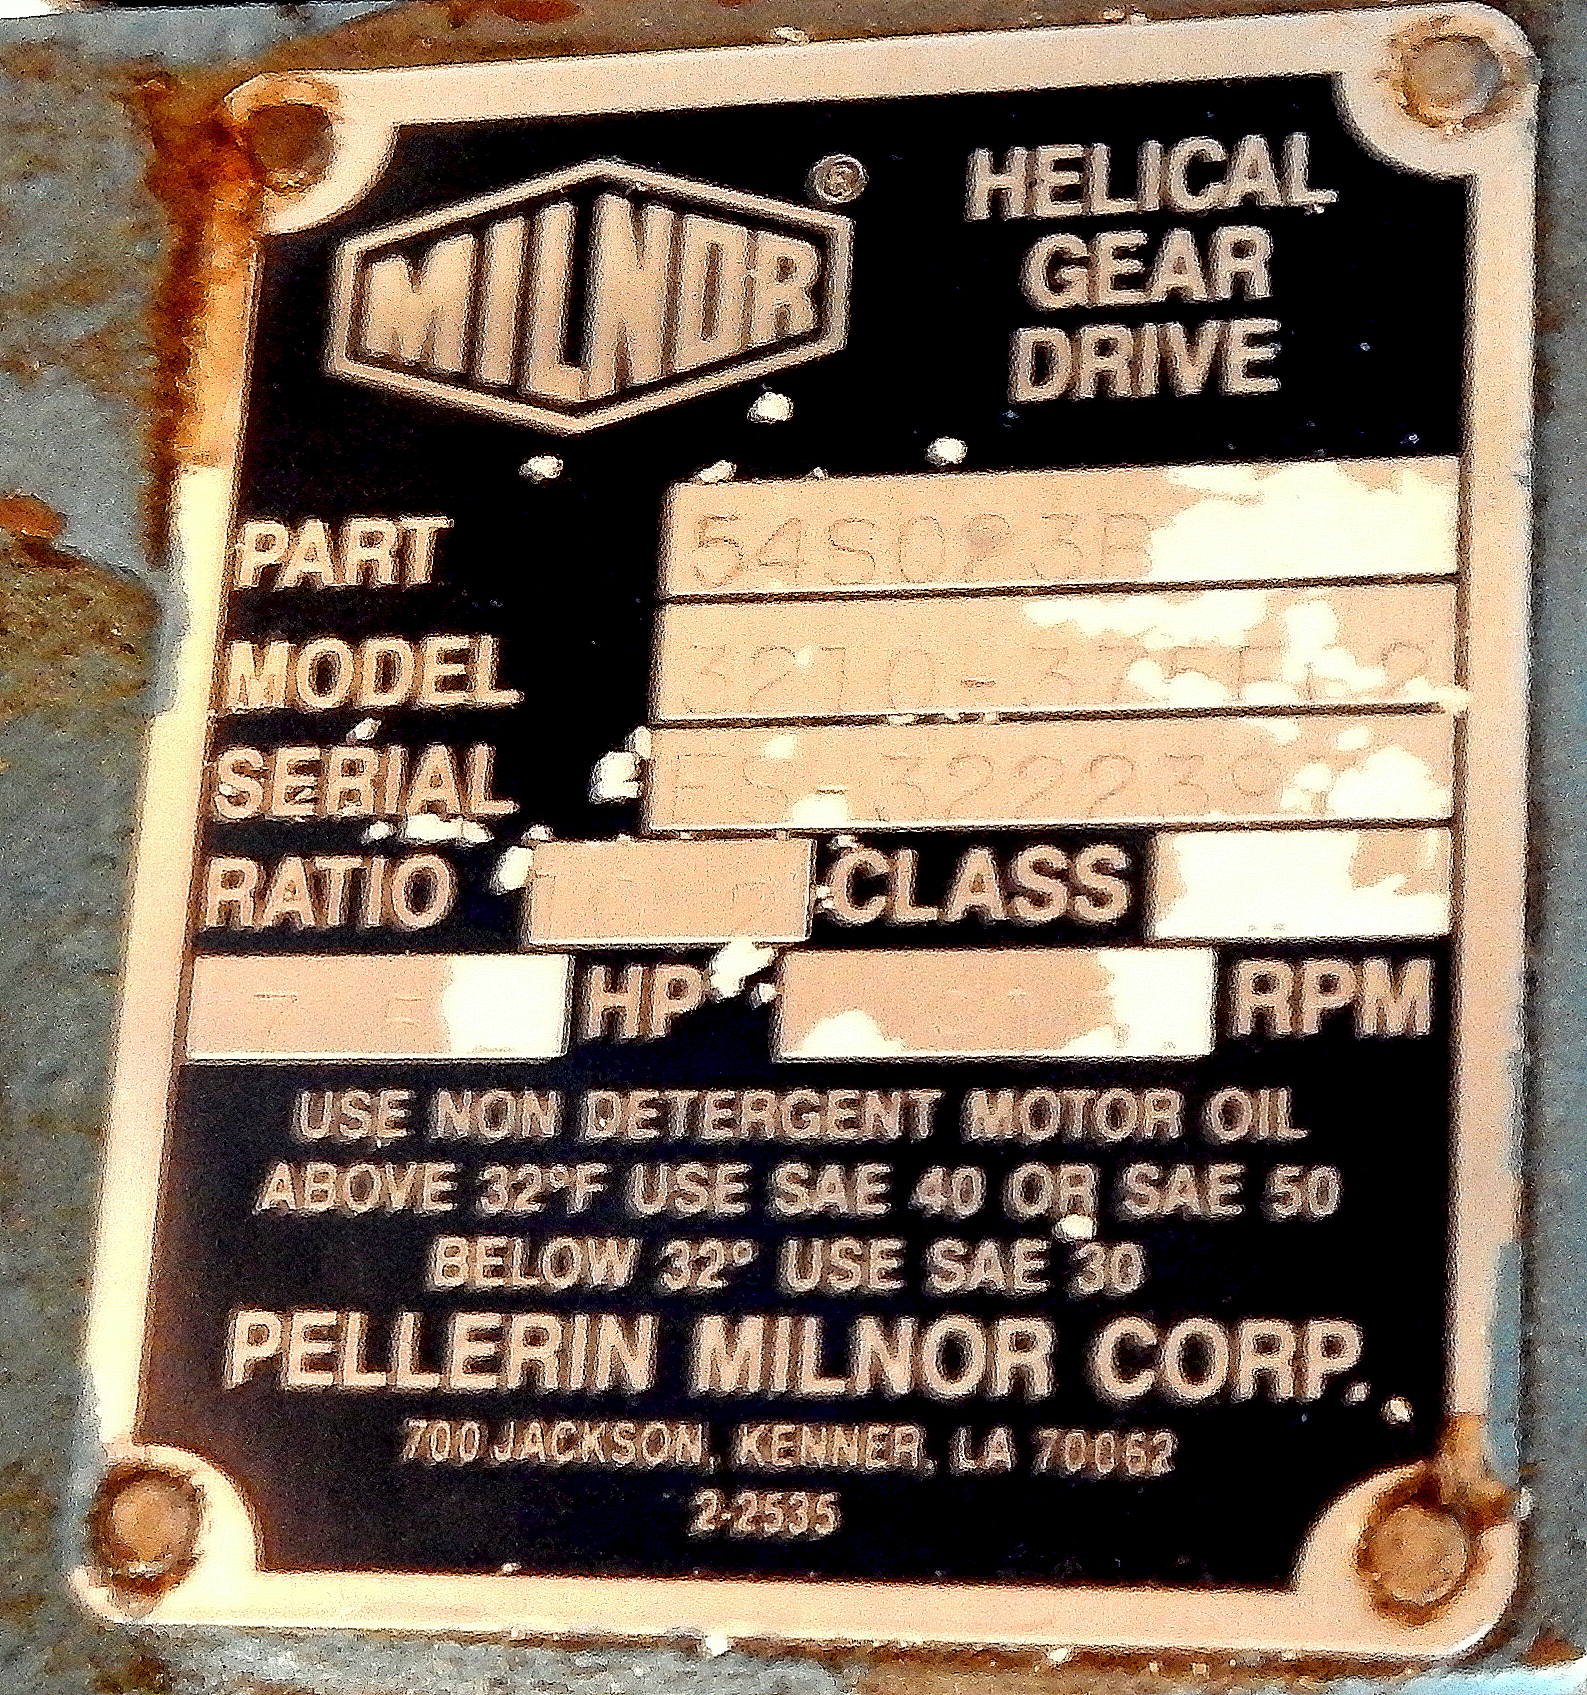 MILNOR ®
HELICAL
GEAR
DRIVE
PART 54S023B
MODEL
SERIAL
RATIO CLASS
HP RPM
USE NON DETERGENT MOTOR OIL
ABOVE 32°F USE SAE 40 OR SAE 50
BELOW 32° USE SAE 30
PELLERIN MILNOR CORP.
700 JACKSON, KENNER, LA 70062
2-2535